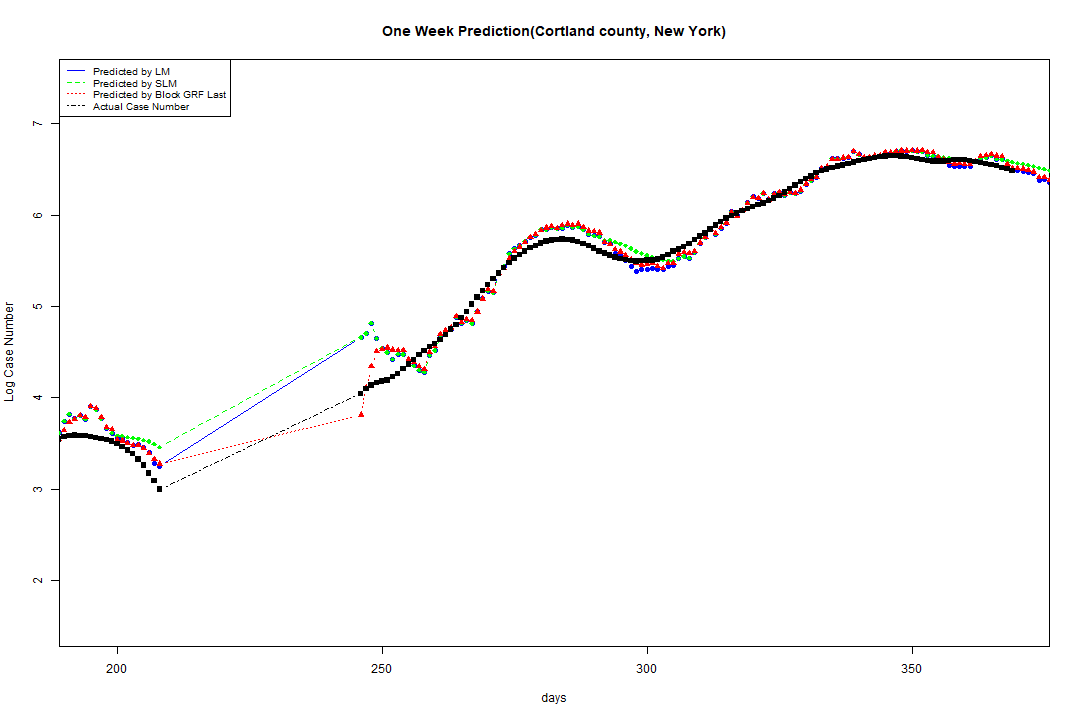 One Week Prediction(Cortland county, New York)
Predicted by LM
Predicted by SLM
Predicted by Block GRF Last
Actual Case Number
7
6
5
4
3
2
Log Case Number
200 250 300 350
days